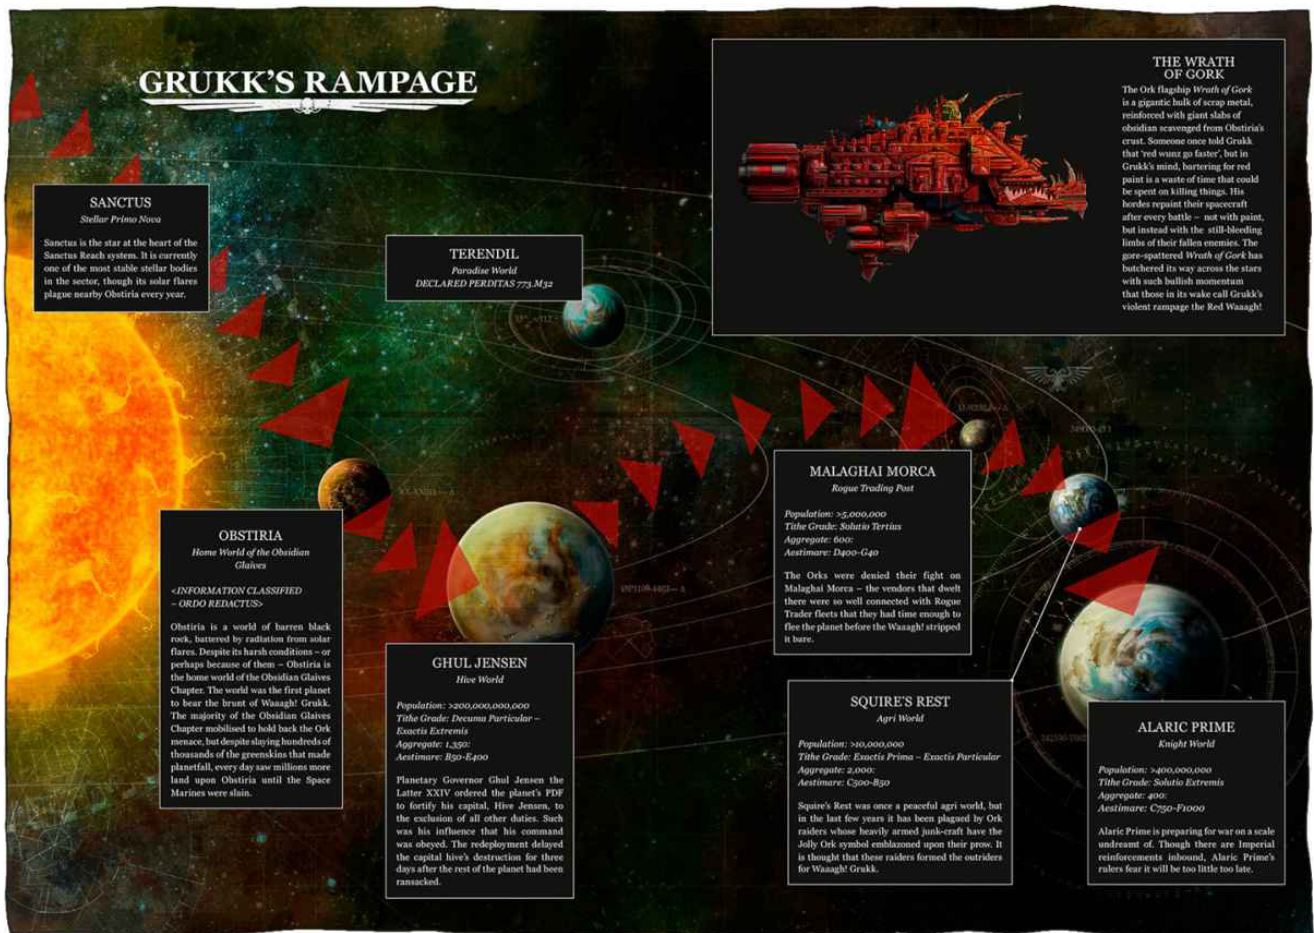 GRUKK'S RAMPAGE
THE WRATH
OF GORK
The Ork flagship Wrath of Gork
is a gigantic hulk of scrap metal,
reinforced with giant slabs of
obsidian scavenged from Obstiria's
crust. Someone once told Grukk
that 'red wunz go faster', but in
Grukk's mind, bartering for red
paint is a waste of time that could
be spent on killing things. His
hordes repaint their spacecraft
after every battle – not with paint,
but instead with the still-bleeding
limbs of their fallen enemies. The
gore-spattered Wrath of Gork has
butchered its way across the stars
with such bullish momentum
that those in its wake call Grukk's
violent rampage the Red Waaagh!
SANCTUS
Stellar Primo Nova
Sanctus is the star at the heart of the
Sanctus Reach system. It is currently
one of the most stable stellar bodies
in the sector, though its solar flares
plague nearby Obstiria every year.
TERENDIL
Paradise World
DECLARED PERDITAS 773.M32
OBSTIRIA
Home World of the Obsidian
Glaives
<INFORMATION CLASSIFIED
– ORDO REDACTUS>
Obstiria is a world of barren black
rock, battered by radiation from solar
flares. Despite its harsh conditions – or
perhaps because of them – Obstiria is
the home world of the Obsidian Glaives
Chapter. The world was the first planet
to bear the brunt of Waaagh! Grukk.
The majority of the Obsidian Glaives
Chapter mobilised to hold back the Ork
menace, but despite slaying hundreds of
thousands of the greenskins that made
planetfall, every day saw millions more
land upon Obstiria until the Space
Marines were slain.
GHUL JENSEN
Hive World
Population: >200,000,000,000
Tithe Grade: Decuma Particular –
Exactis Extremis
Aggregate: 1,350:
Aestimare: B50-E400
Planetary Governor Ghul Jensen the
Latter XXIV ordered the planet's PDF
to fortify his capital, Hive Jensen, to
the exclusion of all other duties. Such
was his influence that his command
was obeyed. The redeployment delayed
the capital hive's destruction for three
days after the rest of the planet had been
ransacked.
MALAGHAI MORCA
Rogue Trading Post
Population: >5,000,000
Tithe Grade: Solutio Tertius
Aggregate: 600:
Aestimare: D400-G40
The Orks were denied their fight on
Malaghai Morca – the vendors that dwelt
there were so well connected with Rogue
Trader fleets that they had time enough to
flee the planet before the Waaagh! stripped
it bare.
SQUIRE'S REST
Agri World
Population: >10,000,000
Tithe Grade: Exactis Prima – Exactis Particular
Aggregate: 2,000:
Aestimare: C500-B50
Squire's Rest was once a peaceful agri world, but
in the last few years it has been plagued by Ork
raiders whose heavily armed junk-craft have the
Jolly Ork symbol emblazoned upon their prow. It
is thought that these raiders formed the outriders
for Waaagh! Grukk.
ALARIC PRIME
Knight World
Population: >400,000,000
Tithe Grade: Solutio Extremis
Aggregate: 400:
Aestimare: C750-F1000
Alaric Prime is preparing for war on a scale
undreamt of. Though there are Imperial
reinforcements inbound, Alaric Prime's
rulers fear it will be too little too late.